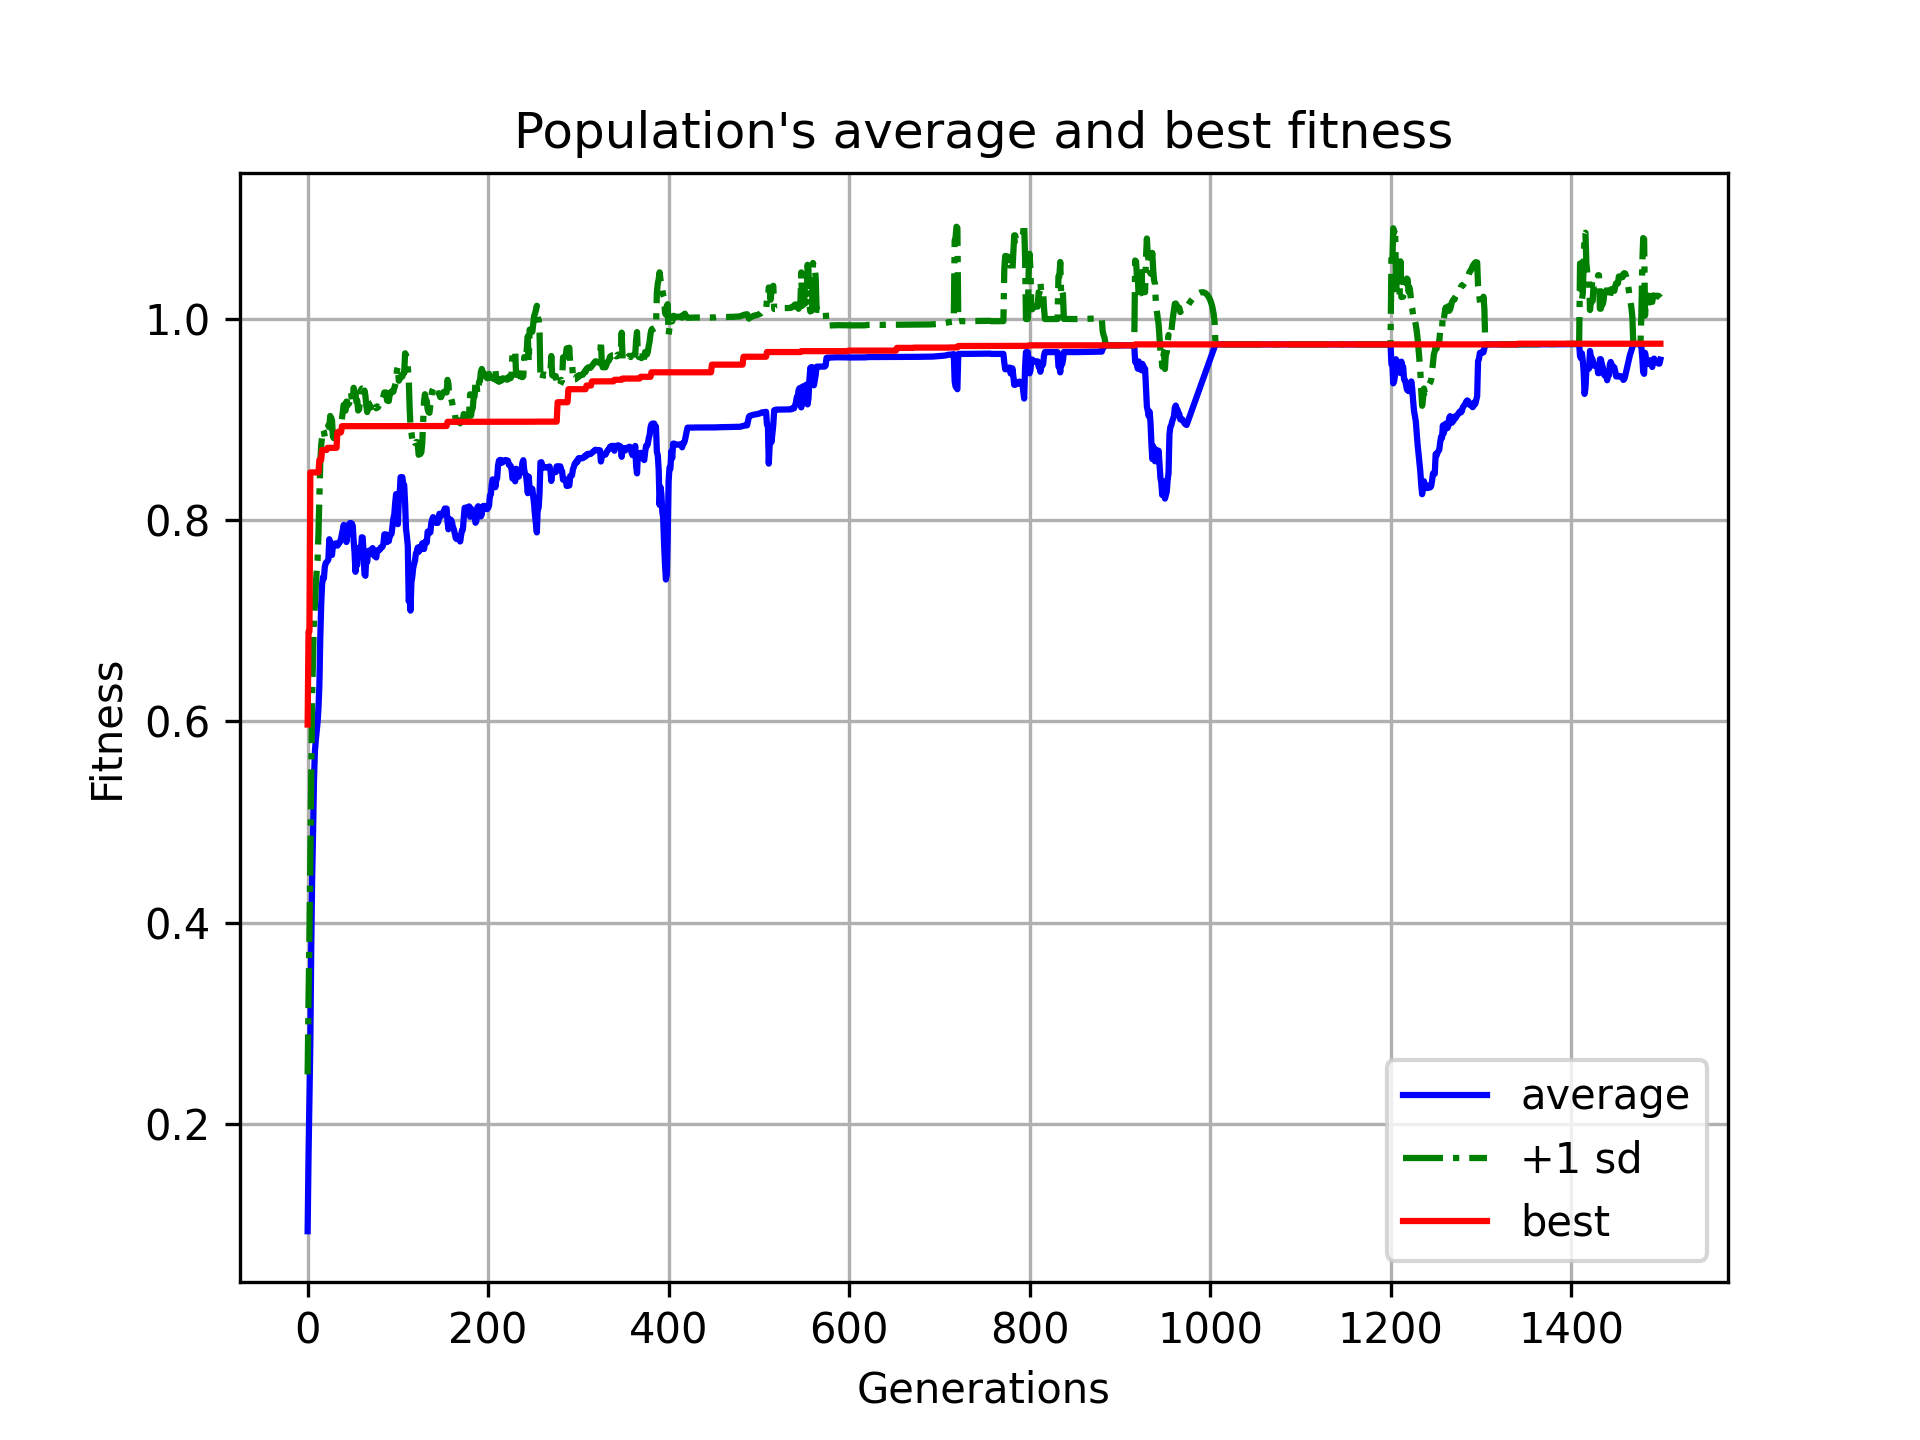 Population's average and best fitness
Fitness
1.0
0.8
0.6
0.4
0.2
0 200 400 600 800 1000 1200 1400
Generations
average
+1 sd
best